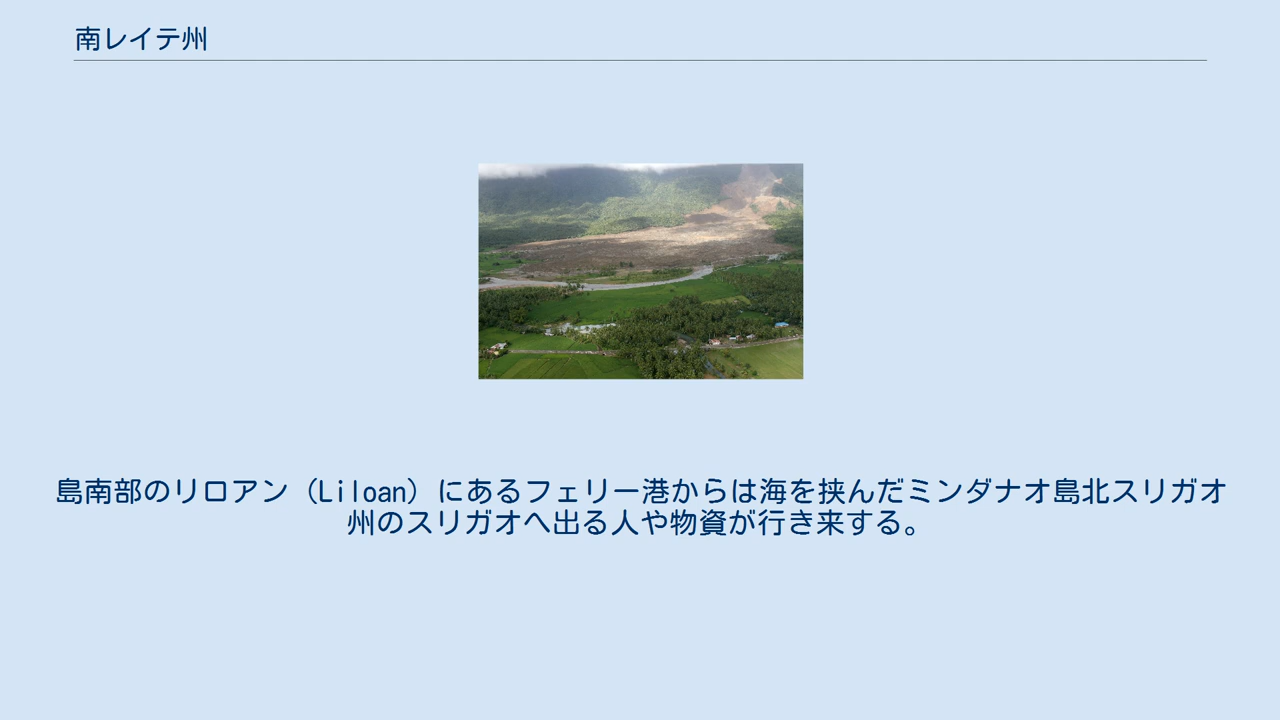 南レイテ州
島南部のリロアン（Liloan）にあるフェリー港からは海を挟んだミンダナオ島北スリガオ
州のスリガオへ出る人や物資が行き来する。